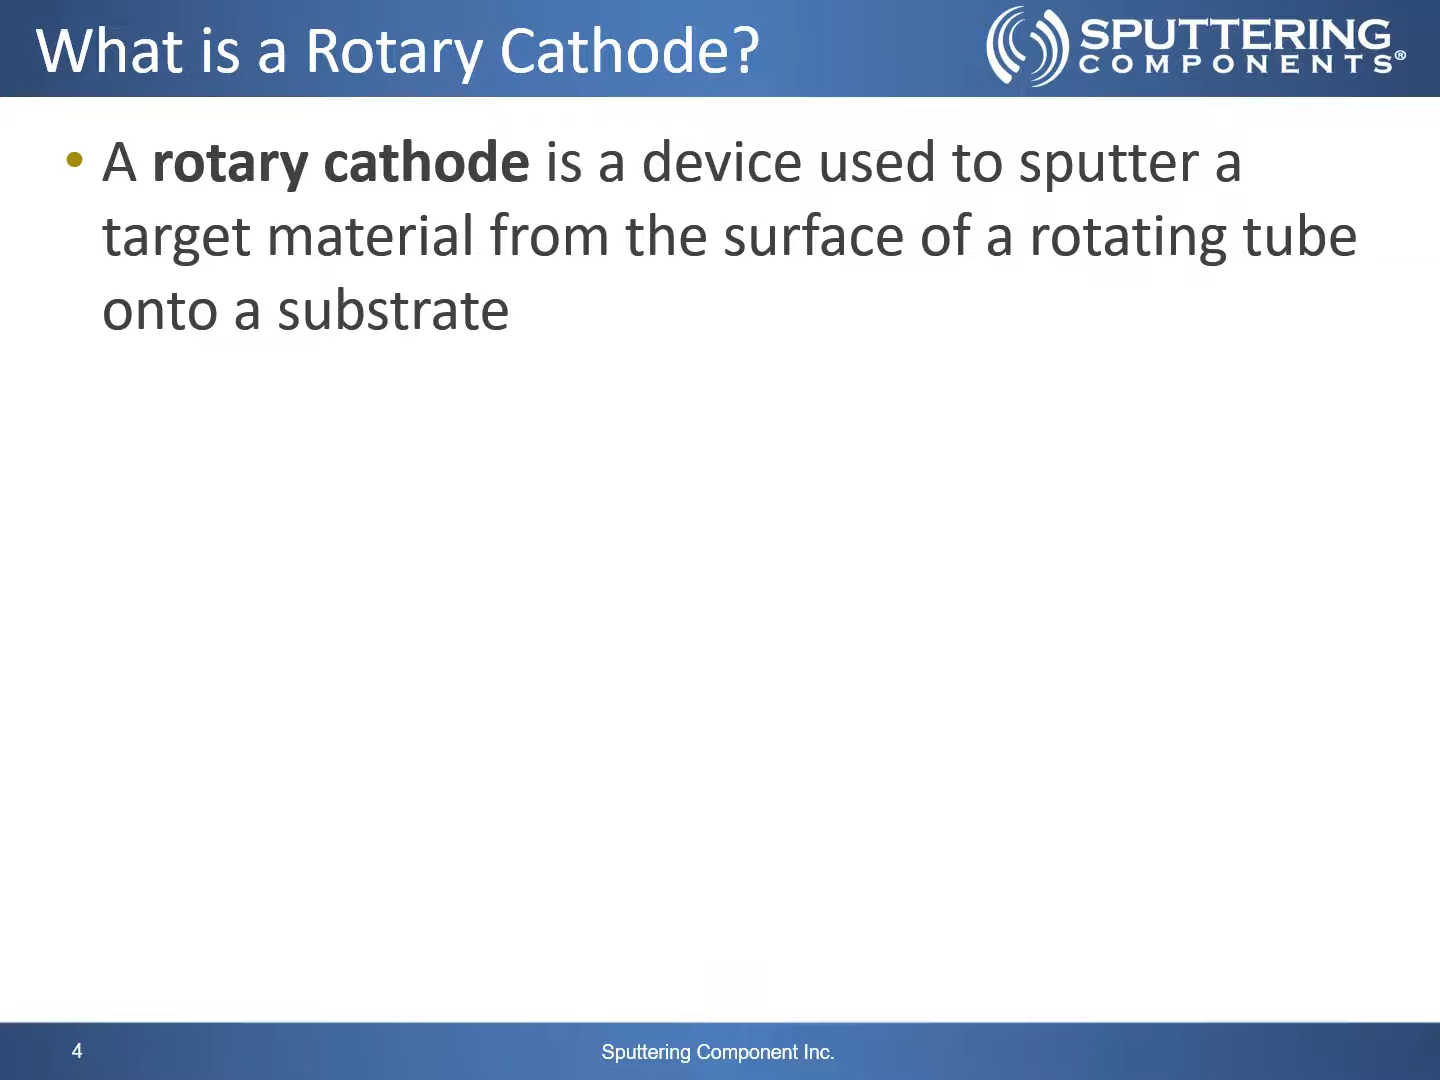 What is a Rotary Cathode?
SPUTTERING
COMPONENTS®
• A rotary cathode is a device used to sputter a
target material from the surface of a rotating tube
onto a substrate
4
Sputtering Component Inc.